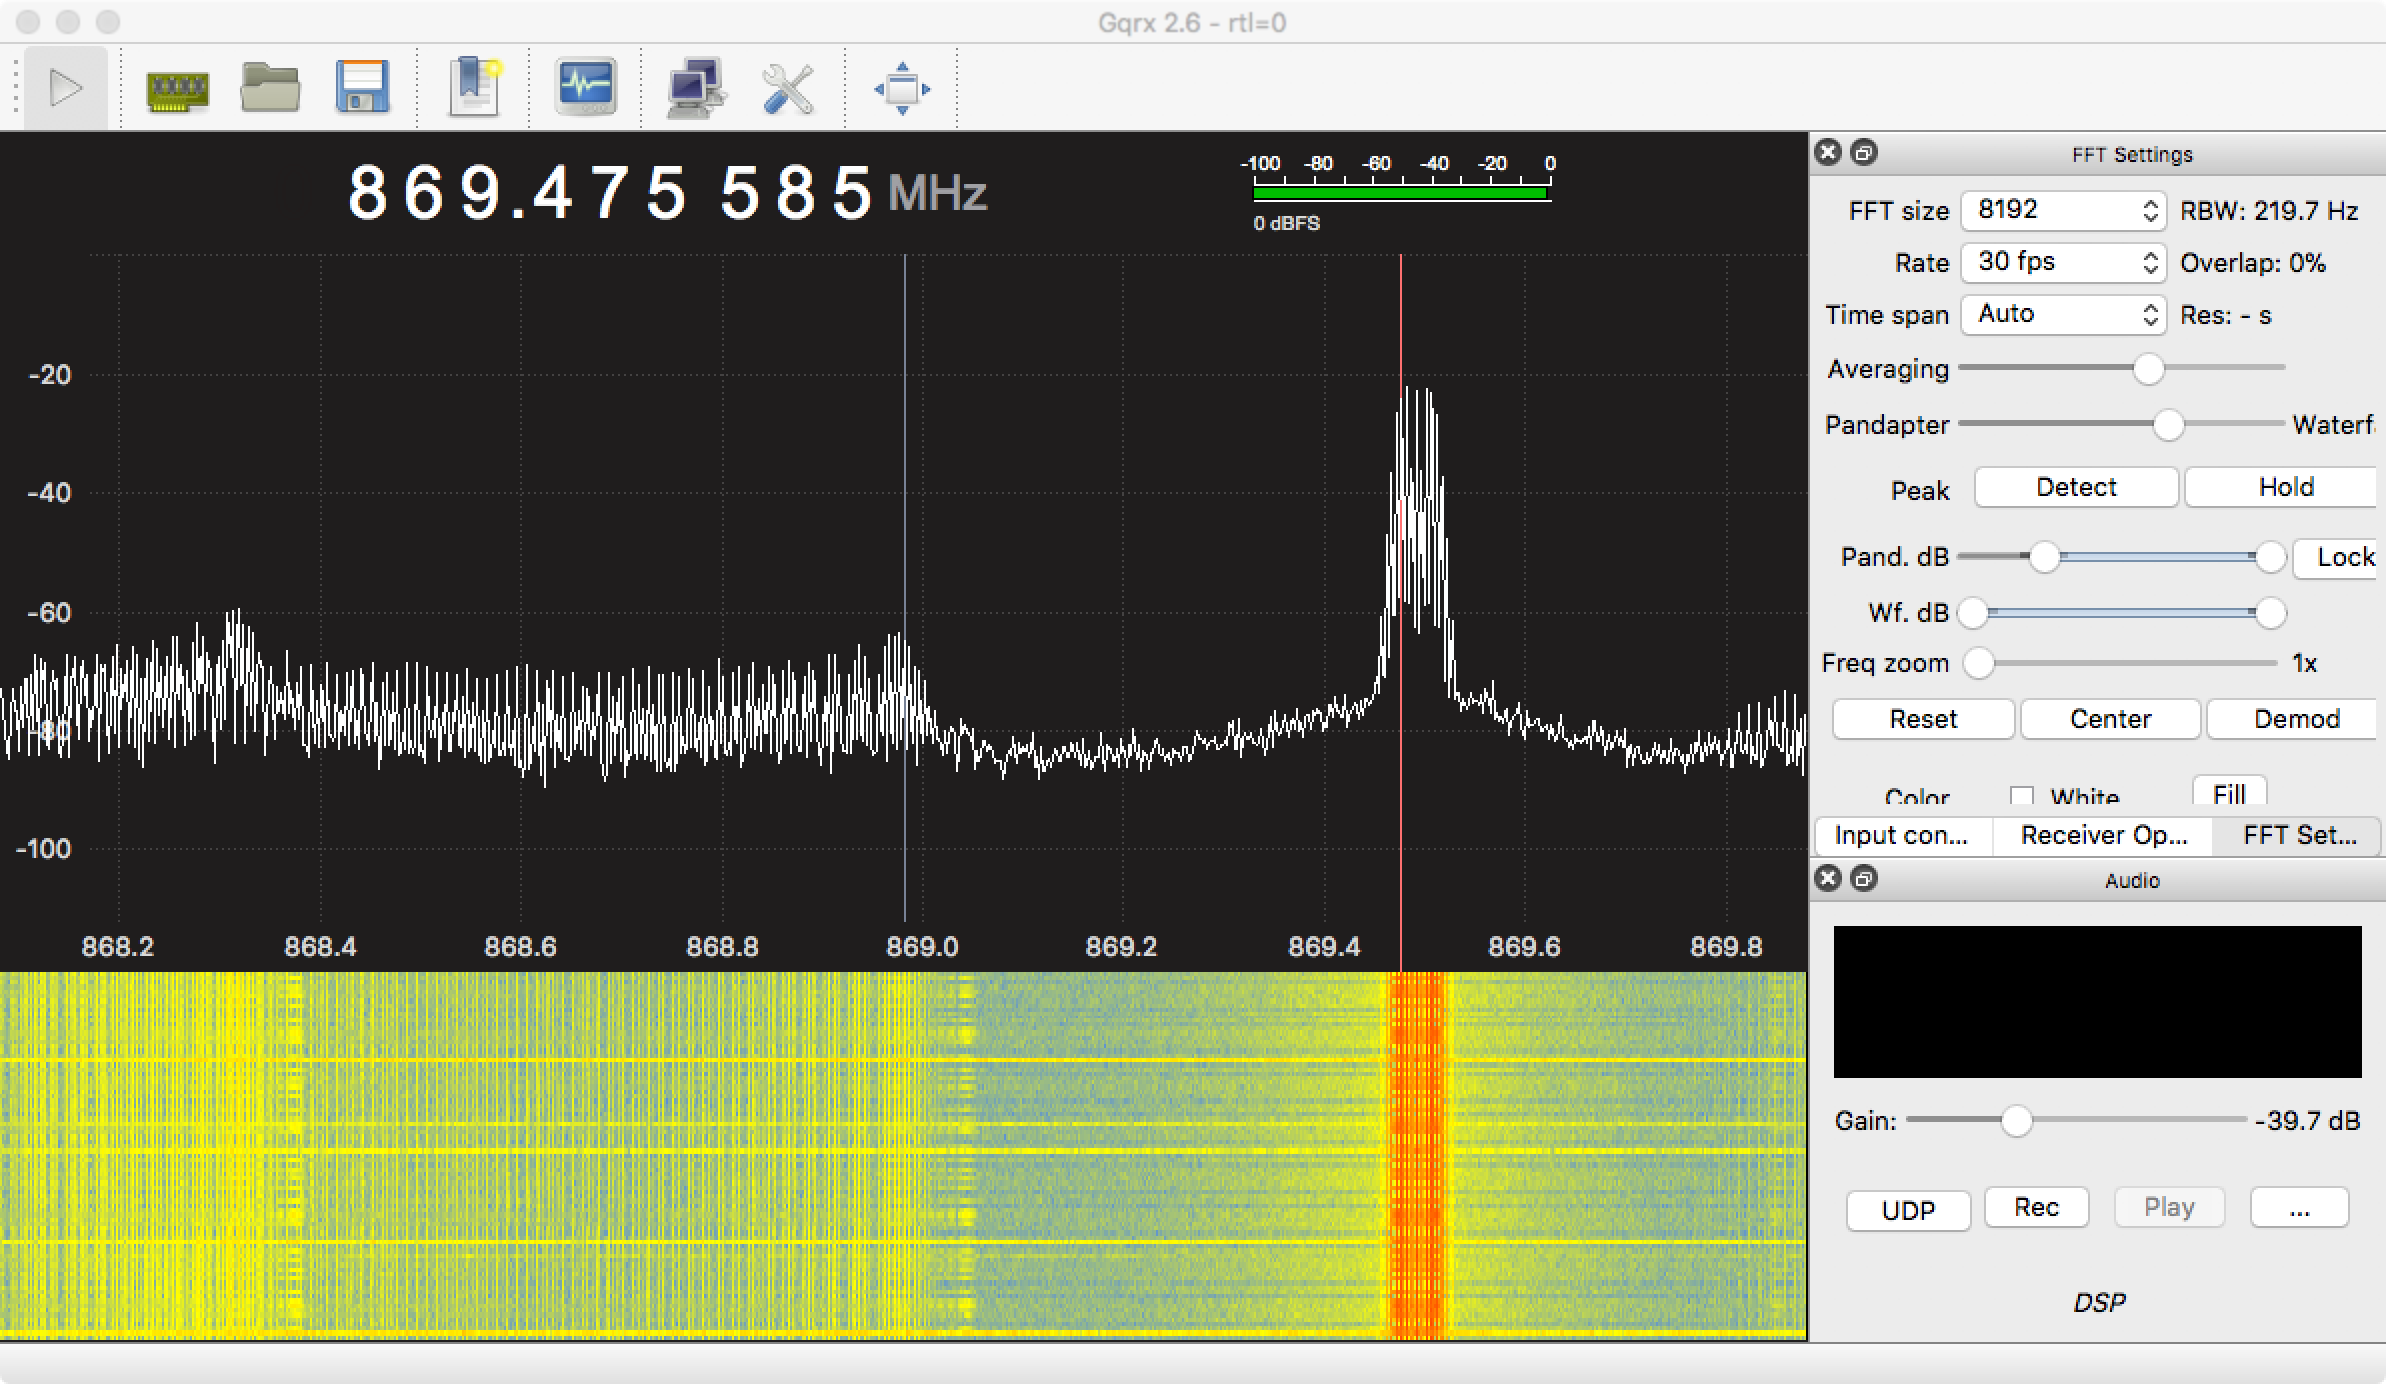 Gqrx 2.6 - rtl=0
869.475 585 MHz
-100 -80 -60 -40 -20 0
0 dBFS
-20
-40
-60
-80
-100
868.2 868.4 868.6 868.8 869.0 869.2 869.4 869.6 869.8
FFT Settings
FFT size 8192 RBW: 219.7 Hz
Rate 30 fps Overlap: 0%
Time span Auto Res: - s
Averaging
Pandapter Waterf
Peak Detect Hold
Pand. dB Lock
Wf. dB
Freq zoom 1x
Reset Center Demod
Color White Fill
Input con... Receiver Op... FFT Set...
Audio
Gain: -39.7 dB
UDP Rec Play ...
DSP